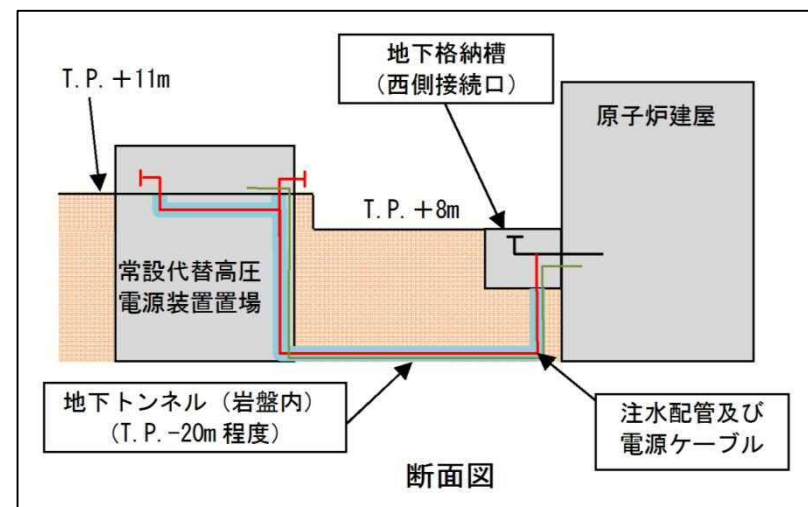 T.P.+11m
地下格納槽
(西側接続口)
原子炉建屋
T.P.+8m
常設代替高圧
電源装置置場
地下トンネル(岩盤内)
(T.P.-20m程度)
注水配管及び
電源ケーブル
断面図